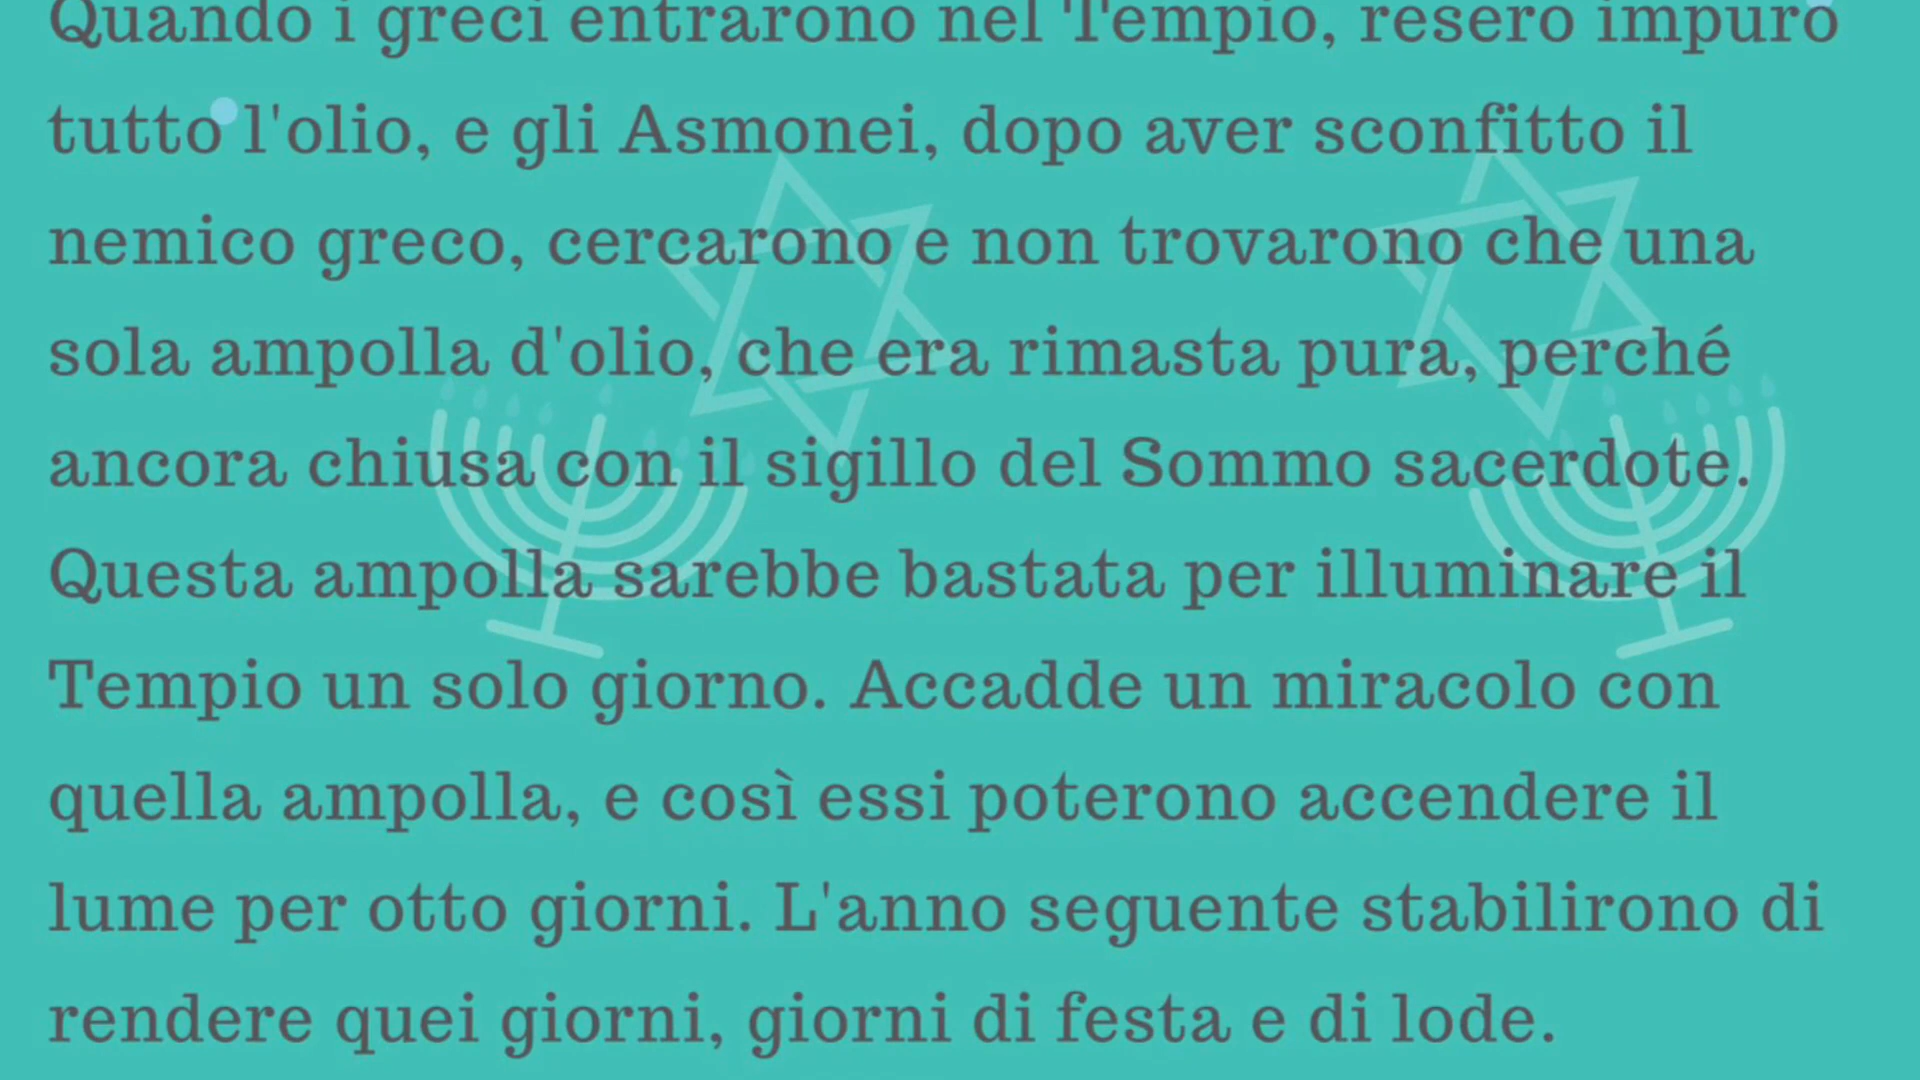 Quando i greci entrarono nel Tempio, resero impuro
tutto l'olio, e gli Asmonei, dopo aver sconfitto il
nemico greco, cercarono e non trovarono che una
sola ampolla d'olio, che era rimasta pura, perché
ancora chiusa con il sigillo del Sommo sacerdote.
Questa ampolla sarebbe bastata per illuminare il
Tempio un solo giorno. Accadde un miracolo con
quella ampolla, e così essi poterono accendere il
lume per otto giorni. L'anno seguente stabilirono di
rendere quei giorni, giorni di festa e di lode.